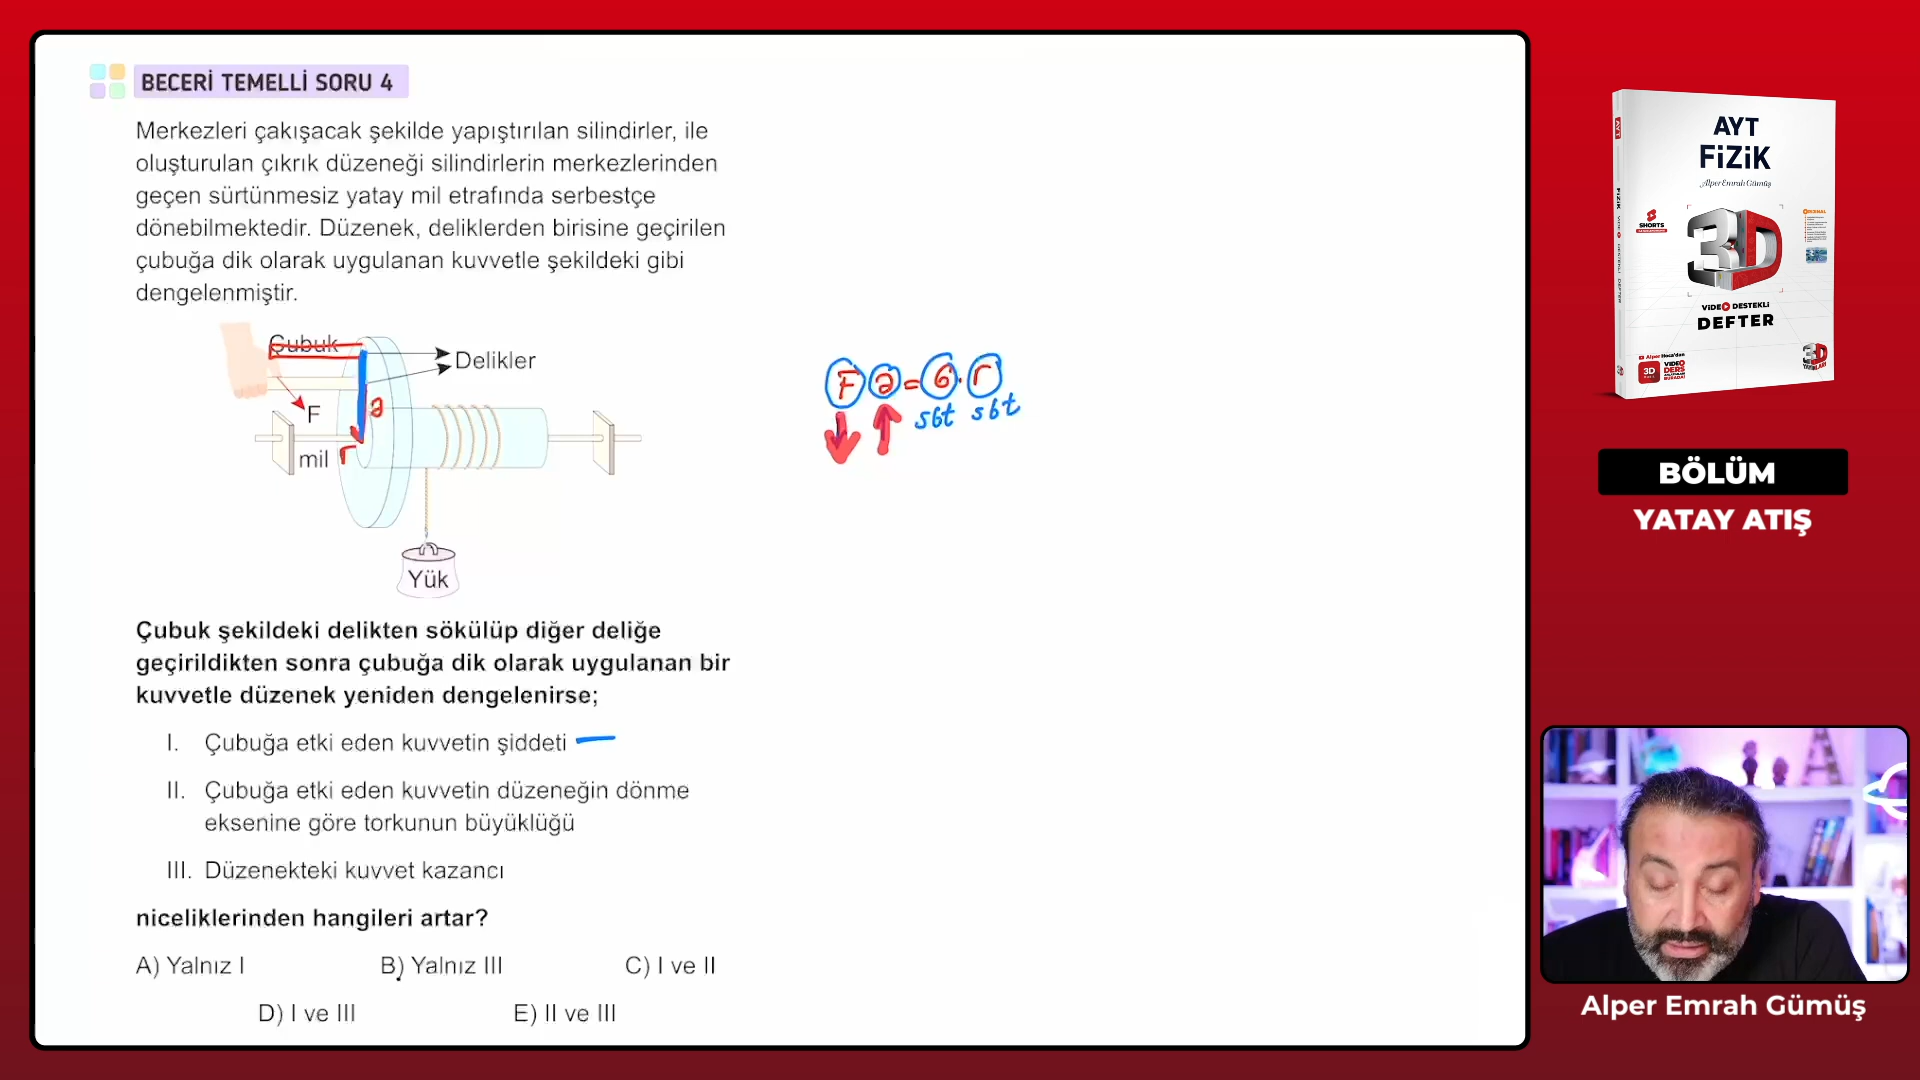 BECERİ TEMELLİ SORU 4
Merkezleri çakışacak şekilde yapıştırılan silindirler, ile
oluşturulan çıkrık düzeneği silindirlerin merkezlerinden
geçen sürtünmesiz yatay mil etrafında serbestçe
dönebilmektedir. Düzenek, deliklerden birisine geçirilen
çubuğa dik olarak uygulanan kuvvetle şekildeki gibi
dengelenmiştir.
Çubuk
Delikler
F
a
mil
r
Yük
F a = G . r
sbt sbt
Çubuk şekildeki delikten sökülüp diğer deliğe
geçirildikten sonra çubuğa dik olarak uygulanan bir
kuvvetle düzenek yeniden dengelenirse;
I. Çubuğa etki eden kuvvetin şiddeti
II. Çubuğa etki eden kuvvetin düzeneğin dönme
eksenine göre torkunun büyüklüğü
III. Düzenekteki kuvvet kazancı
niceliklerinden hangileri artar?
A) Yalnız I B) Yalnız III C) I ve II
D) I ve III E) II ve III
AYT
FİZİK
Alper Emrah Gümüş
SHORTS
3D
VİDEO DESTEKLİ
DEFTER
BÖLÜM
YATAY ATIŞ
Alper Emrah Gümüş